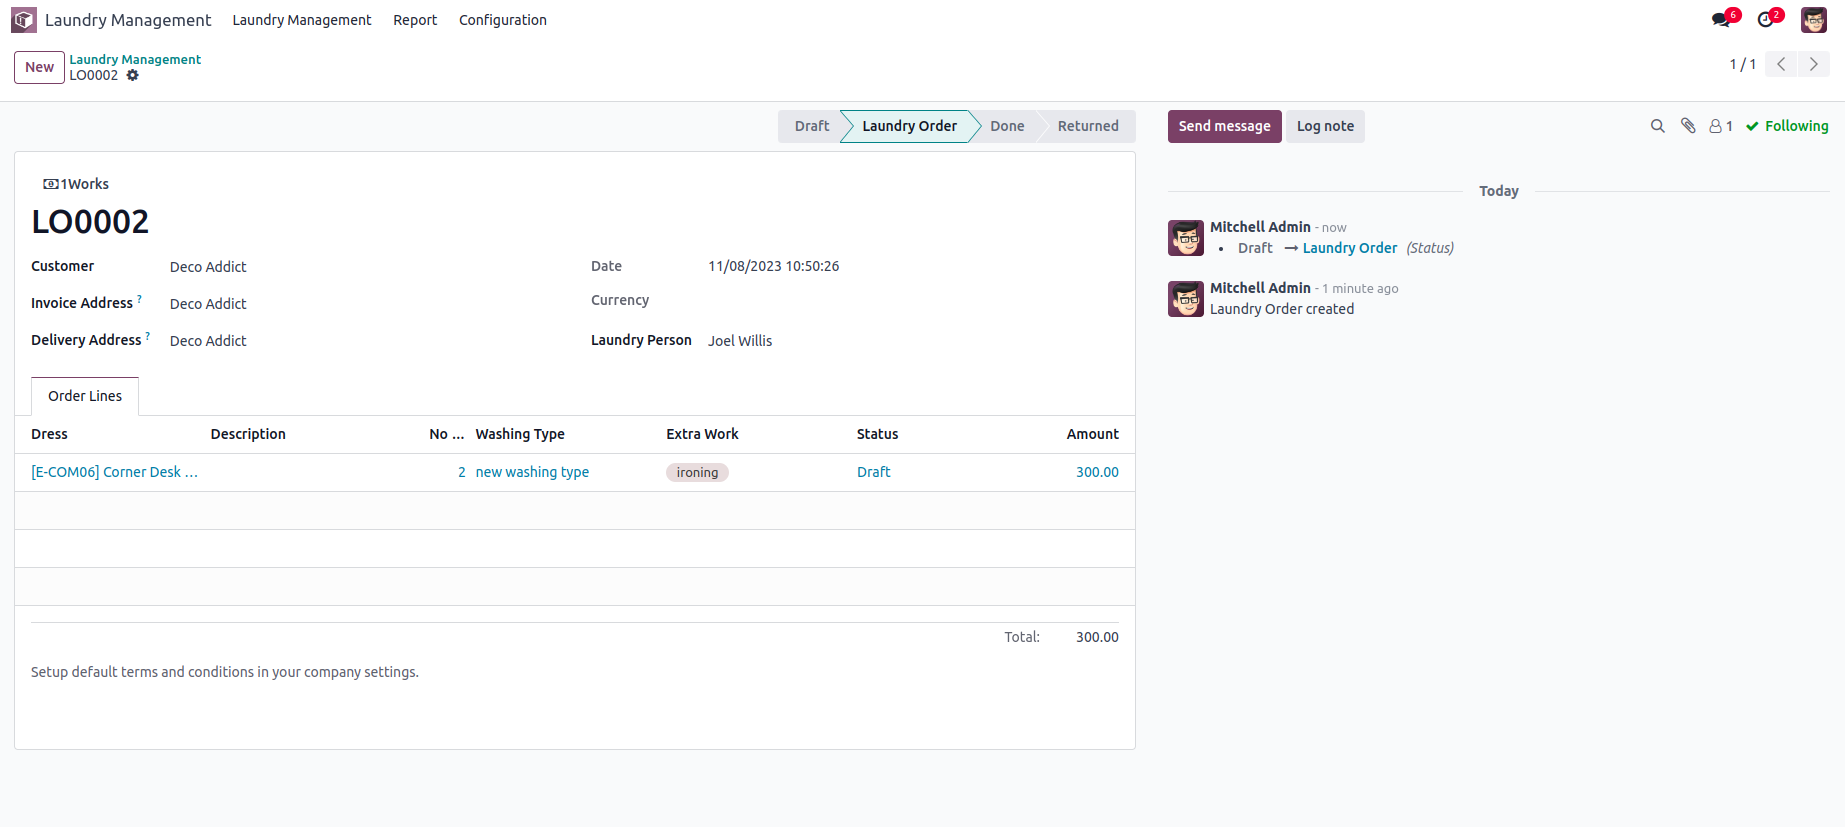 Laundry Management Laundry Management Report Configuration 6 2
New Laundry Management
LO0002 1 / 1
Draft Laundry Order Done Returned Send message Log note 1 Following
1Works
LO0002
Customer Deco Addict Date 11/08/2023 10:50:26
Invoice Address ? Deco Addict Currency
Delivery Address ? Deco Addict Laundry Person Joel Willis
Order Lines
Dress Description No ... Washing Type Extra Work Status Amount
[E-COM06] Corner Desk ... 2 new washing type ironing Draft 300.00
Total: 300.00
Setup default terms and conditions in your company settings.
Today
Mitchell Admin - now
• Draft → Laundry Order (Status)
Mitchell Admin - 1 minute ago
Laundry Order created